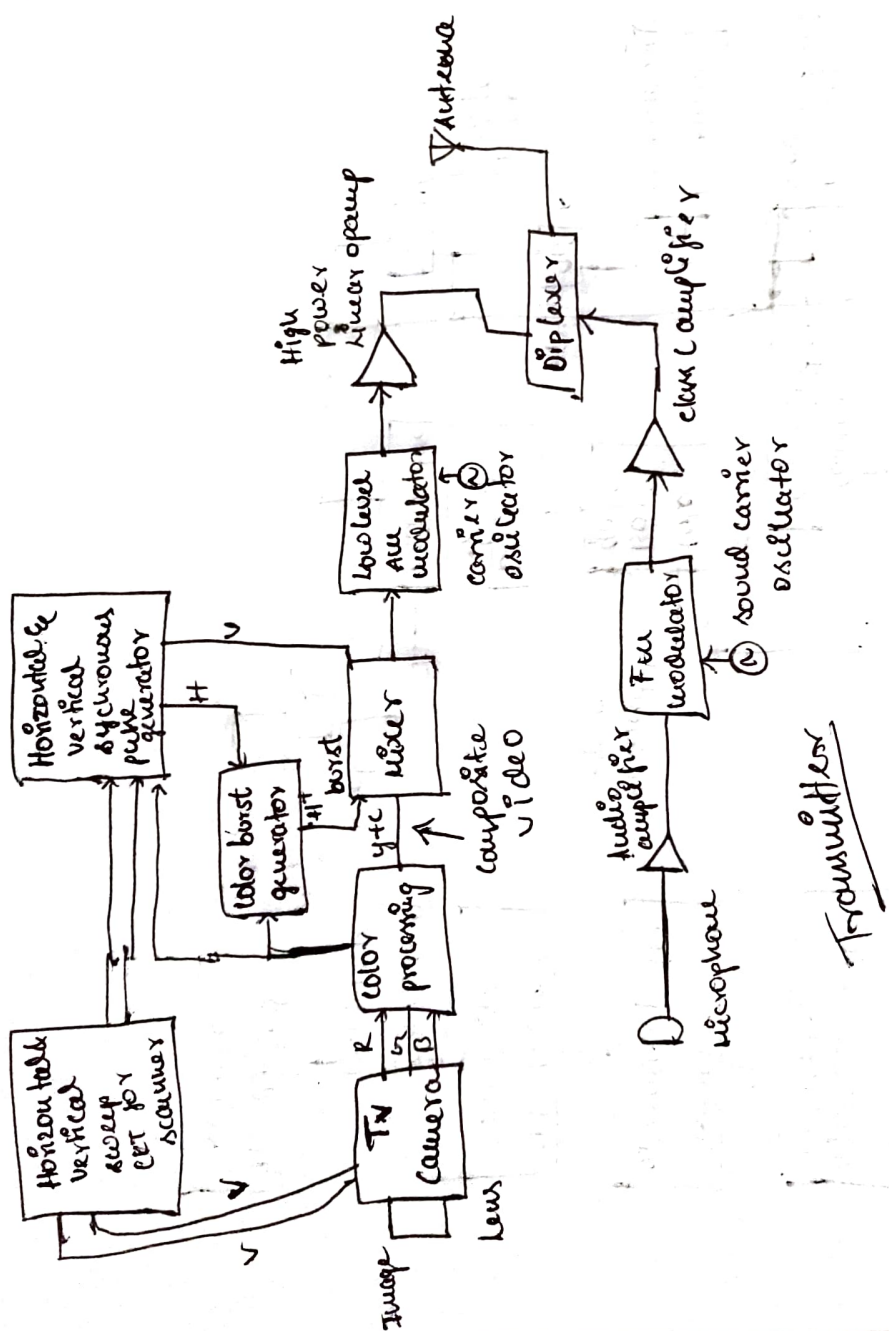 Horizontal &
vertical
sweep
CRT for
scanner
Horizontal &
vertical
sychronous
pulse
generator
V
V
H
V
color burst
generator
"H"
burst
Image
Lens
TV
Camera
R
G
B
color
processing
y+c
composite
video
Mixer
Low level
AM
modulator
carrier
oscillator
High
power
Linear opamp
Diplexer
Antenna
Microphone
Audio
amplifier
FM
modulator
sound carrier
oscillator
class C amplifier
Transmitter